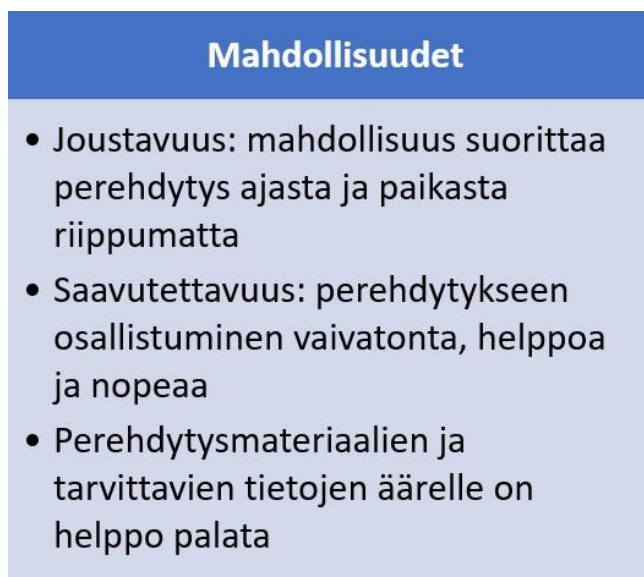 Mahdollisuudet
• Joustavuus: mahdollisuus suorittaa
perehdytys ajasta ja paikasta
riippumatta
• Saavutettavuus: perehdytykseen
osallistuminen vaivatonta, helppoa
ja nopeaa
• Perehdytysmateriaalien ja
tarvittavien tietojen äärelle on
helppo palata